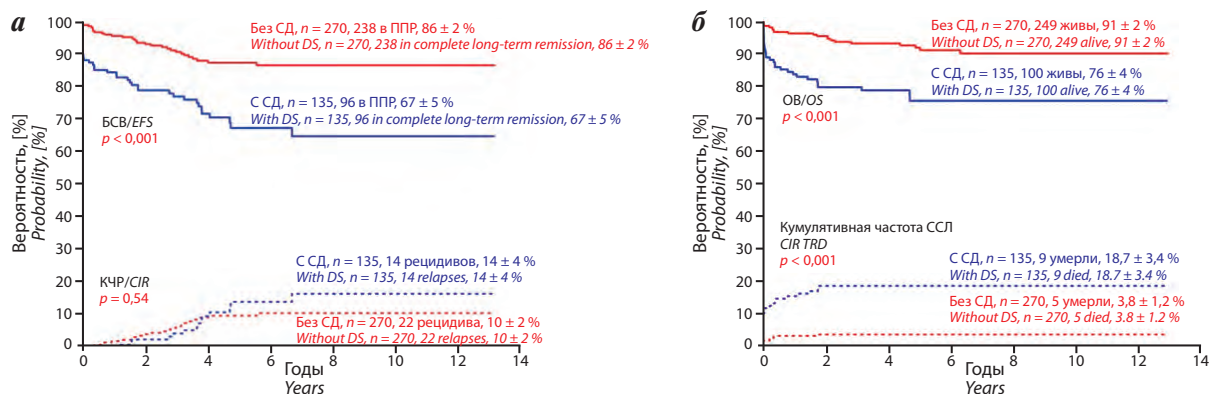 а
100
90
80
70
60
50
40
30
20
10
0
Вероятность, [%]
Probability, [%]
Без СД, n = 270, 238 в ППР, 86 ± 2 %
Without DS, n = 270, 238 in complete long-term remission, 86 ± 2 %
С СД, n = 135, 96 в ППР 67 ± 5 %
With DS, n = 135, 96 in complete long-term remission, 67 ± 5 %
БСВ/EFS
p < 0,001
КЧР/CIR
p = 0,54
С СД, n = 135, 14 рецидивов, 14 ± 4 %
With DS, n = 135, 14 relapses, 14 ± 4 %
Без СД, n = 270, 22 рецидива, 10 ± 2 %
Without DS, n = 270, 22 relapses, 10 ± 2 %
0 2 4 6 8 10 12 14
Годы
Years
б
100
90
80
70
60
50
40
30
20
10
0
Вероятность, [%]
Probability, [%]
Без СД, n = 270, 249 живы, 91 ± 2 %
Without DS, n = 270, 249 alive, 91 ± 2 %
С СД, n = 135, 100 живы, 76 ± 4 %
With DS, n = 135, 100 alive, 76 ± 4 %
ОВ/OS
p < 0,001
Кумулятивная частота ССЛ
CIR TRD
p < 0,001
С СД, n = 135, 9 умерли, 18,7 ± 3,4 %
With DS, n = 135, 9 died, 18.7 ± 3.4 %
Без СД, n = 270, 5 умерли, 3,8 ± 1,2 %
Without DS, n = 270, 5 died, 3.8 ± 1.2 %
0 2 4 6 8 10 12 14
Годы
Years